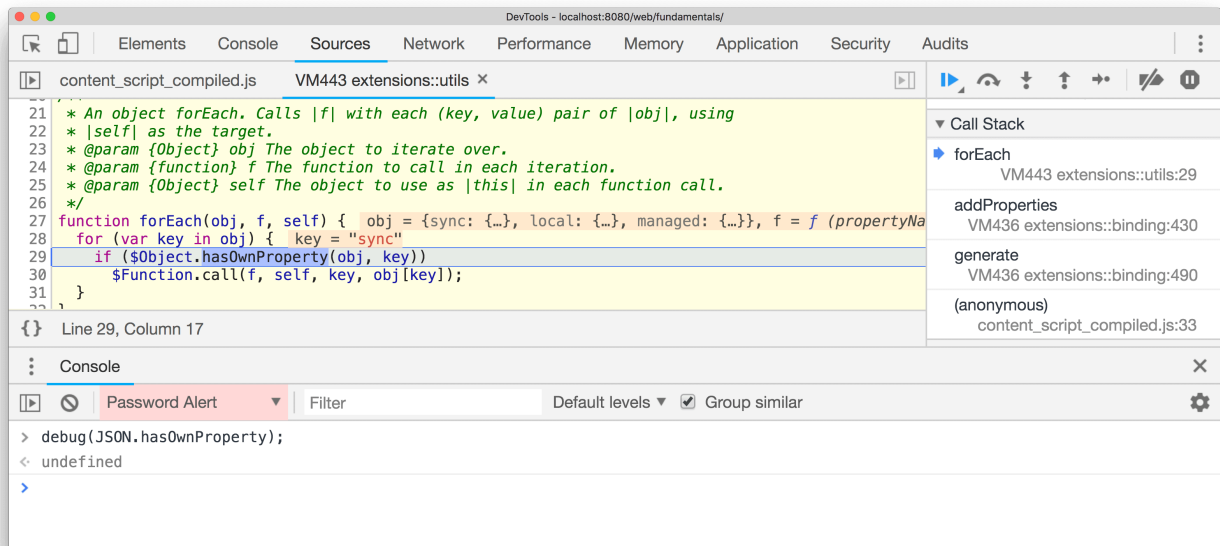 DevTools - localhost:8080/web/fundamentals/
Elements Console Sources Network Performance Memory Application Security Audits
content_script_compiled.js VM443 extensions::utils ×
21 * An object forEach. Calls |f| with each (key, value) pair of |obj|, using
22 * |self| as the target.
23 * @param {Object} obj The object to iterate over.
24 * @param {function} f The function to call in each iteration.
25 * @param {Object} self The object to use as |this| in each function call.
26 */
27 function forEach(obj, f, self) { obj = {sync: {…}, local: {…}, managed: {…}}, f = ƒ (propertyNa
28 for (var key in obj) { key = "sync"
29 if ($Object.hasOwnProperty(obj, key))
30 $Function.call(f, self, key, obj[key]);
31 }
{} Line 29, Column 17
Call Stack
forEach
VM443 extensions::utils:29
addProperties
VM436 extensions::binding:430
generate
VM436 extensions::binding:490
(anonymous)
content_script_compiled.js:33
Console
Password Alert Filter Default levels Group similar
> debug(JSON.hasOwnProperty);
undefined
>